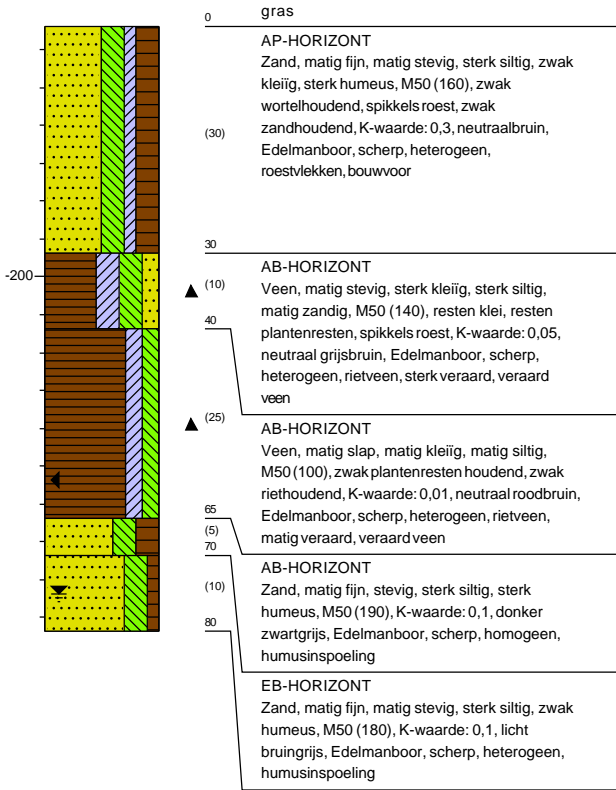 0
gras
AP-HORIZONT
Zand, matig fijn, matig stevig, sterk siltig, zwak
kleiïg, sterk humeus, M50 (160), zwak
wortelhoudend, spikkels roest, zwak
zandhoudend, K-waarde: 0,3, neutraalbruin,
Edelmanboor, scherp, heterogeen,
roestvlekken, bouwvoor
(30)
30
-200
AB-HORIZONT
Veen, matig stevig, sterk kleiïg, sterk siltig,
matig zandig, M50 (140), resten klei, resten
plantenresten, spikkels roest, K-waarde: 0,05,
neutraal grijsbruin, Edelmanboor, scherp,
heterogeen, rietveen, sterk veraard, veraard
veen
(10)
40
AB-HORIZONT
Veen, matig slap, matig kleiïg, matig siltig,
M50 (100), zwak plantenresten houdend, zwak
riethoudend, K-waarde: 0,01, neutraal roodbruin,
Edelmanboor, scherp, heterogeen, rietveen,
matig veraard, veraard veen
(25)
65
AB-HORIZONT
Zand, matig fijn, stevig, sterk siltig, sterk
humeus, M50 (190), K-waarde: 0,1, donker
zwartgrijs, Edelmanboor, scherp, homogeen,
humusinspoeling
(5)
70
EB-HORIZONT
Zand, matig fijn, matig stevig, sterk siltig, zwak
humeus, M50 (180), K-waarde: 0,1, licht
bruingrijs, Edelmanboor, scherp, heterogeen,
humusinspoeling
(10)
80